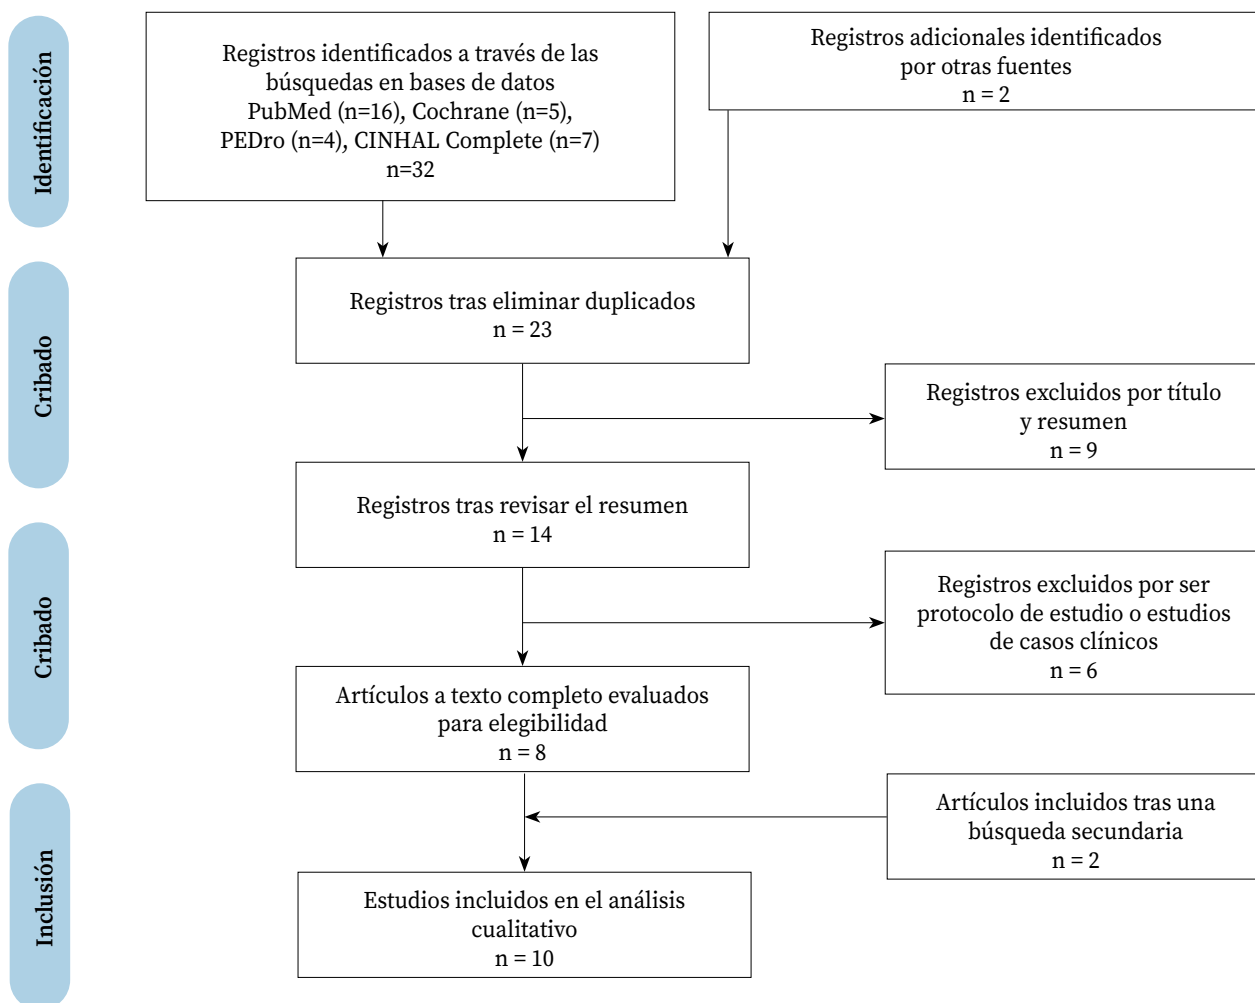 Identificación
Registros identificados a través de las
búsquedas en bases de datos
PubMed (n=16), Cochrane (n=5),
PEDro (n=4), CINHAL Complete (n=7)
n=32
Registros adicionales identificados
por otras fuentes
n = 2
Cribado
Registros tras eliminar duplicados
n = 23
Registros excluidos por título
y resumen
n = 9
Registros tras revisar el resumen
n = 14
Cribado
Registros excluidos por ser
protocolo de estudio o estudios
de casos clínicos
n = 6
Artículos a texto completo evaluados
para elegibilidad
n = 8
Inclusión
Artículos incluidos tras una
búsqueda secundaria
n = 2
Estudios incluidos en el análisis
cualitativo
n = 10